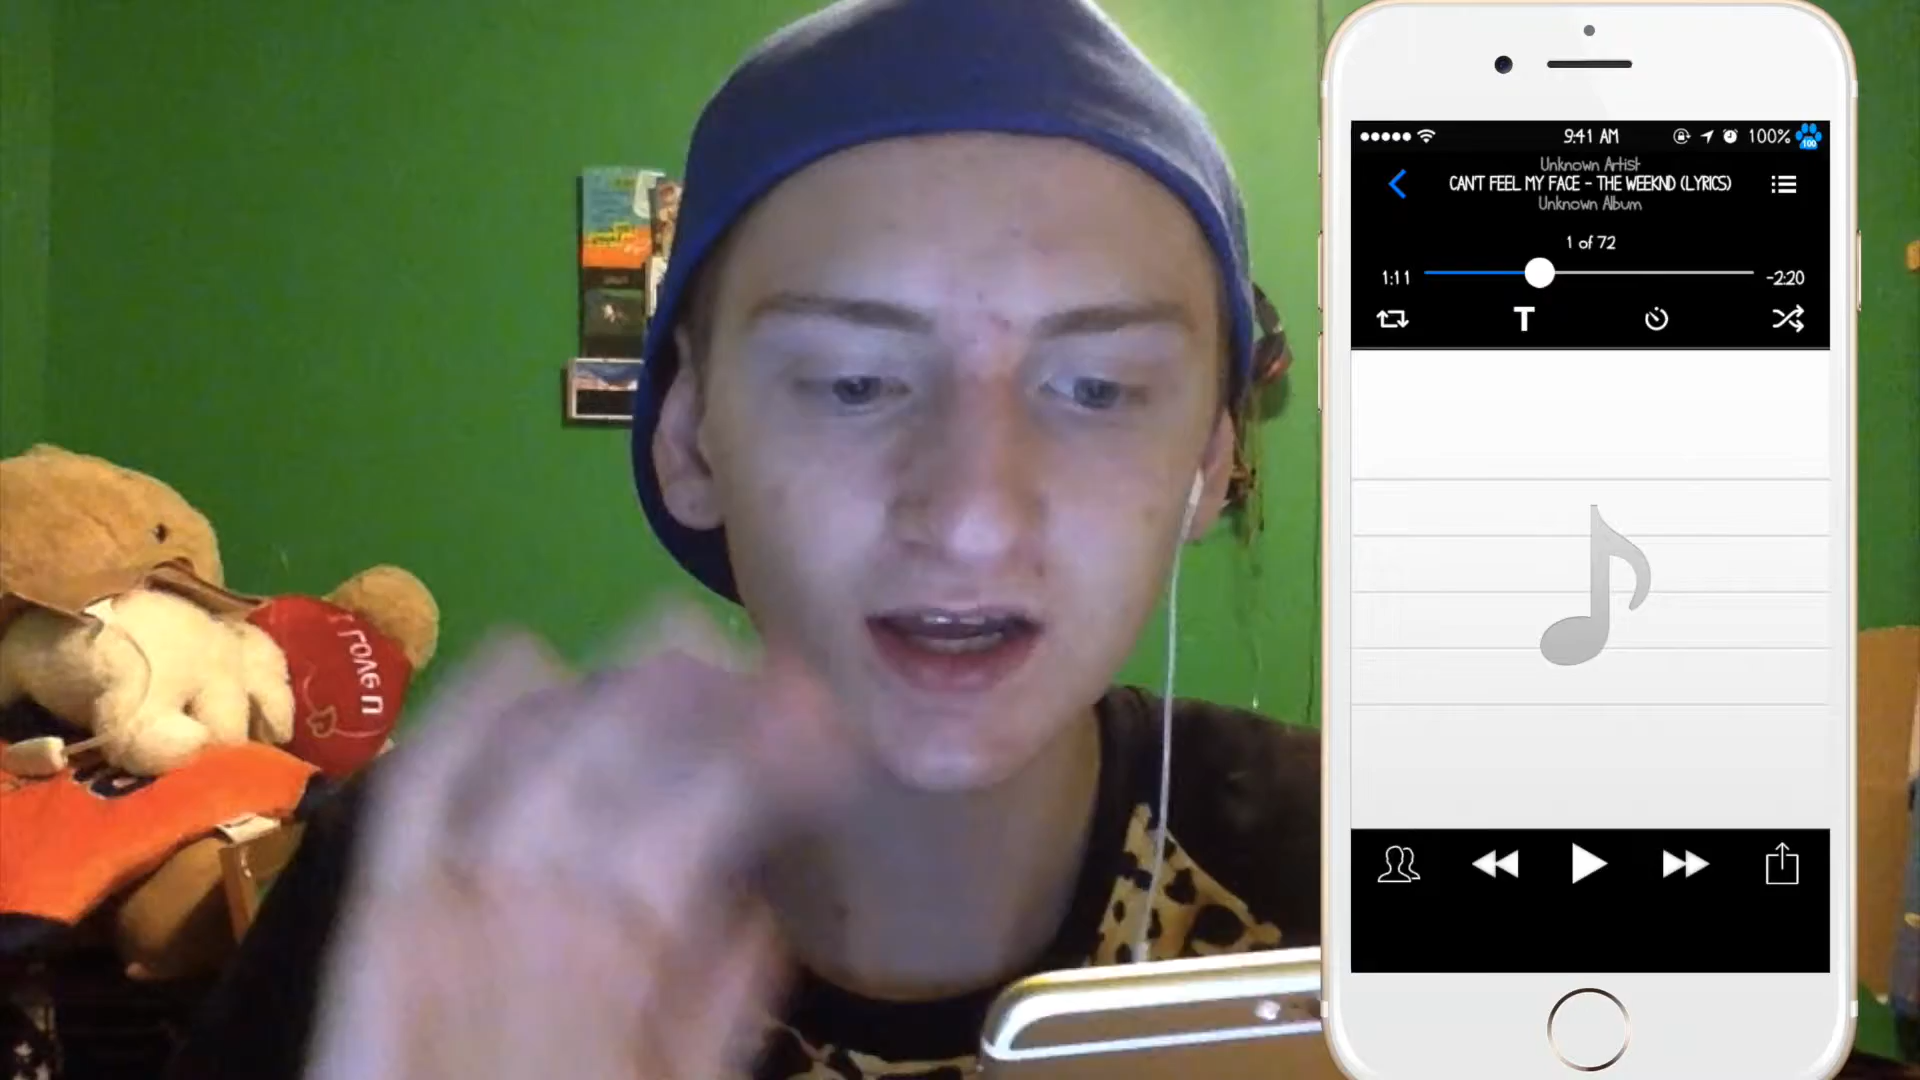 9:41 AM
100%
100
Unknown Artist
CAN'T FEEL MY FACE - THE WEEKND (LYRICS)
Unknown Album
1 of 72
1:11
-2:20
T